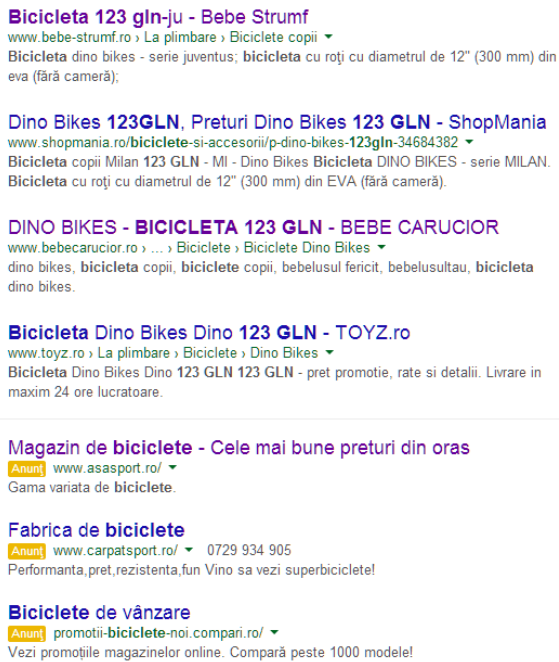 Bicicleta 123 gln-ju - Bebe Strumf
www.bebe-strumf.ro › La plimbare › Biciclete copii
Bicicleta dino bikes - serie juventus; bicicleta cu roţi cu diametrul de 12" (300 mm) din
eva (fără cameră);
Dino Bikes 123GLN, Preturi Dino Bikes 123 GLN - ShopMania
www.shopmania.ro/biciclete-si-accesorii/p-dino-bikes-123gln-34684382
Bicicleta copii Milan 123 GLN - MI - Dino Bikes Bicicleta DINO BIKES - serie MILAN.
Bicicleta cu roţi cu diametrul de 12" (300 mm) din EVA (fără cameră).
DINO BIKES - BICICLETA 123 GLN - BEBE CARUCIOR
www.bebecarucior.ro › ... › Biciclete › Biciclete Dino Bikes
dino bikes, bicicleta copii, biciclete copii, bebelusul fericit, bebelusultau, bicicleta
dino bikes.
Bicicleta Dino Bikes Dino 123 GLN - TOYZ.ro
www.toyz.ro › La plimbare › Biciclete › Dino Bikes
Bicicleta Dino Bikes Dino 123 GLN 123 GLN - pret promotie, rate si detalii. Livrare in
maxim 24 ore lucratoare.
Magazin de biciclete - Cele mai bune preturi din oras
Anunţ www.asasport.ro/
Gama variata de biciclete.
Fabrica de biciclete
Anunţ www.carpatsport.ro/ 0729 934 905
Performanta,pret,rezistenta,fun Vino sa vezi superbiciclete!
Biciclete de vânzare
Anunţ promotii-biciclete-noi.compari.ro/
Vezi promoţiile magazinelor online. Compară peste 1000 modele!